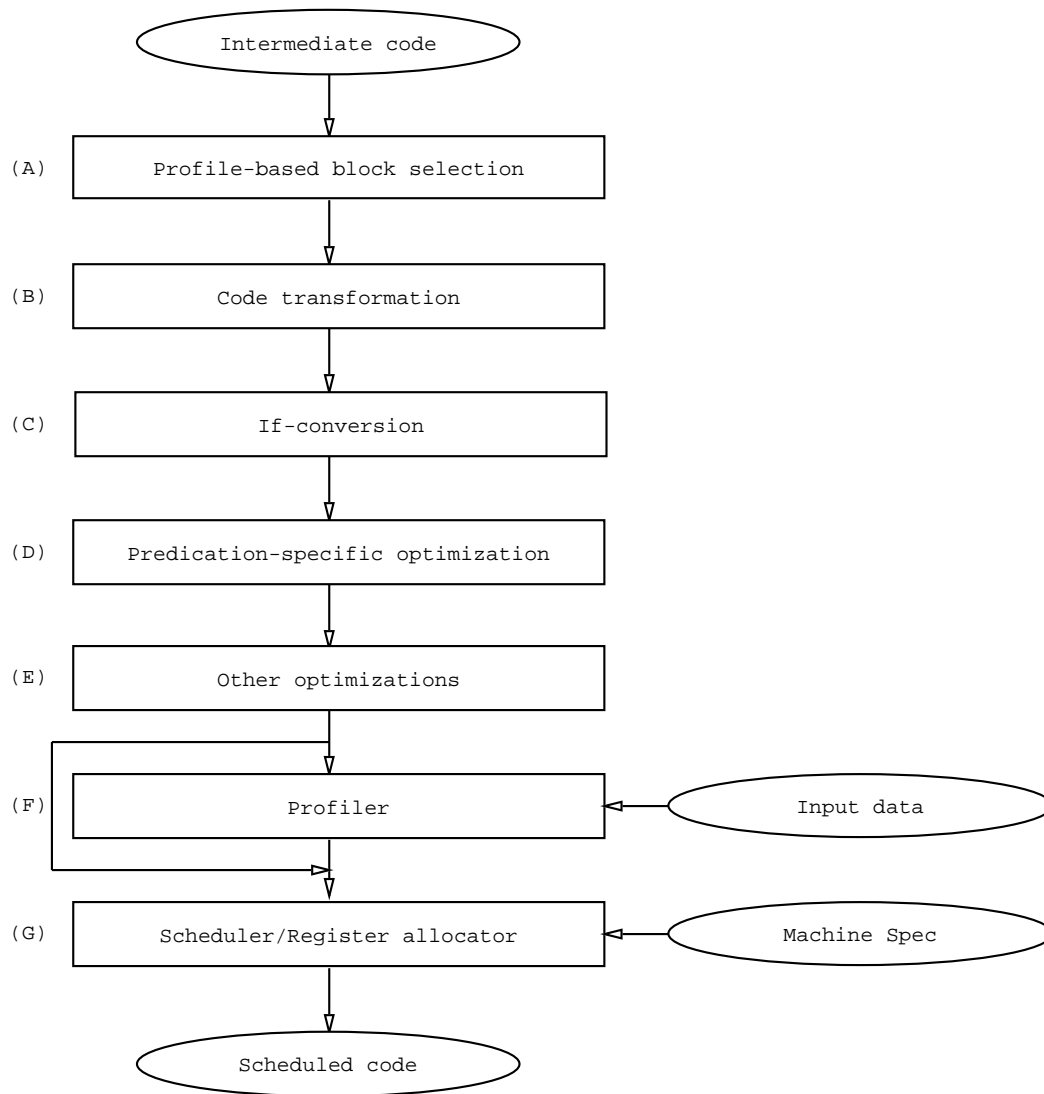 Intermediate code
(A) Profile-based block selection
(B) Code transformation
(C) If-conversion
(D) Predication-specific optimization
(E) Other optimizations
(F) Profiler Input data
(G) Scheduler/Register allocator Machine Spec
Scheduled code